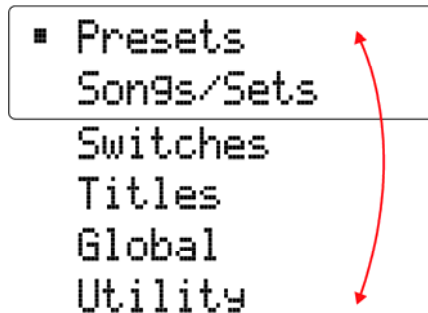 Presets
Songs/Sets
Switches
Titles
Global
Utility